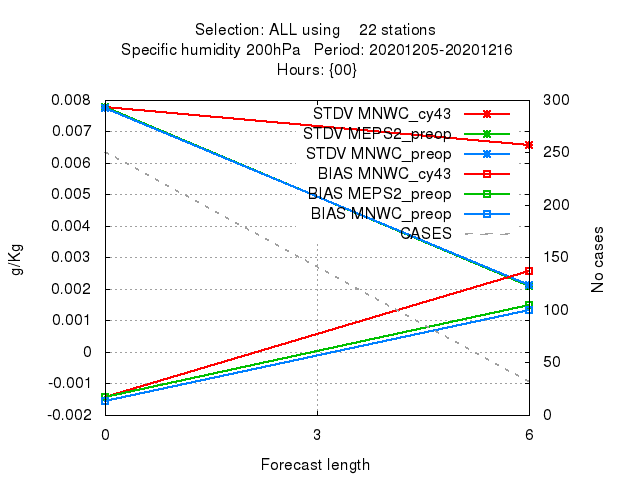 Selection: ALL using    22 stations
Specific humidity 200hPa   Period: 20201205-20201216
Hours: {00}
0.008
0.007
0.006
0.005
0.004
0.003
0.002
0.001
0
-0.001
-0.002
g/Kg
STDV MNWC_cy43
STDV MEPS2_preop
STDV MNWC_preop
BIAS MNWC_cy43
BIAS MEPS2_preop
BIAS MNWC_preop
CASES
300
250
200
150
100
50
0
No cases
0 3 6
Forecast length